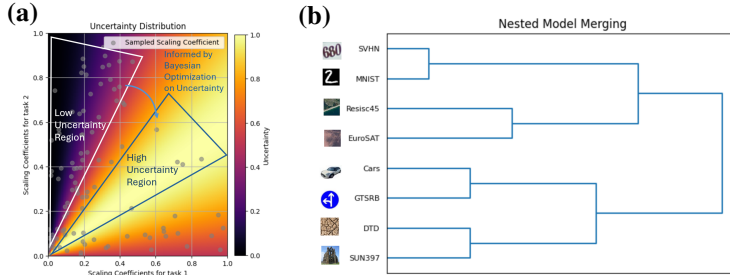 (a)
Uncertainty Distribution
Sampled Scaling Coefficient
Informed by
Bayesian
Optimization
on Uncertainty
Low
Uncertainty
Region
High
Uncertainty
Region
1.0
0.8
0.6
0.4
0.2
0.0
Scaling Coefficients for task 2
0.0 0.2 0.4 0.6 0.8 1.0
Scaling Coefficients for task 1
1.0
0.8
0.6
0.4
0.2
0.0
Uncertainty
(b)
Nested Model Merging
680
SVHN
2
MNIST
Resisc45
EuroSAT
Cars
GTSRB
DTD
SUN397